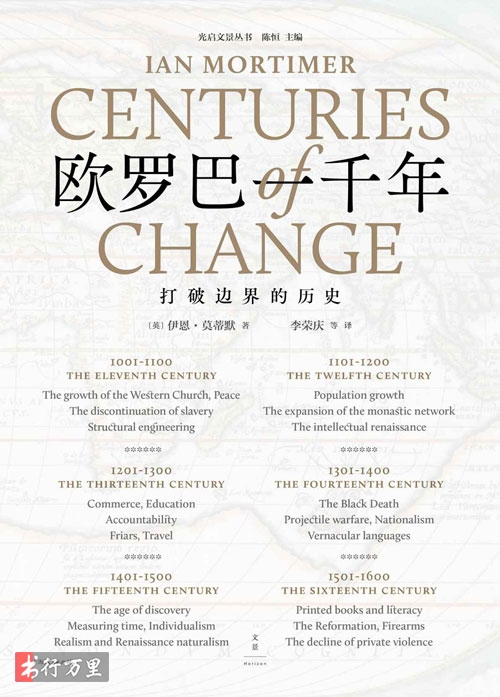 光启文景丛书 陈恒 主编
IAN MORTIMER
CENTURIES
欧罗巴一千年
of
CHANGE
打破边界的历史
〔英〕伊恩·莫蒂默 著 李荣庆 等 译
1001-1100
THE ELEVENTH CENTURY
The growth of the Western Church, Peace
The discontinuation of slavery
Structural engineering
******
1101-1200
THE TWELFTH CENTURY
Population growth
The expansion of the monastic network
The intellectual renaissance
******
1201-1300
THE THIRTEENTH CENTURY
Commerce, Education
Accountability
Friars, Travel
******
1301-1400
THE FOURTEENTH CENTURY
The Black Death
Projectile warfare, Nationalism
Vernacular languages
******
1401-1500
THE FIFTEENTH CENTURY
The age of discovery
Measuring time, Individualism
Realism and Renaissance naturalism
1501-1600
THE SIXTEENTH CENTURY
Printed books and literacy
The Reformation, Firearms
The decline of private violence
文景
Horizon
书行万里